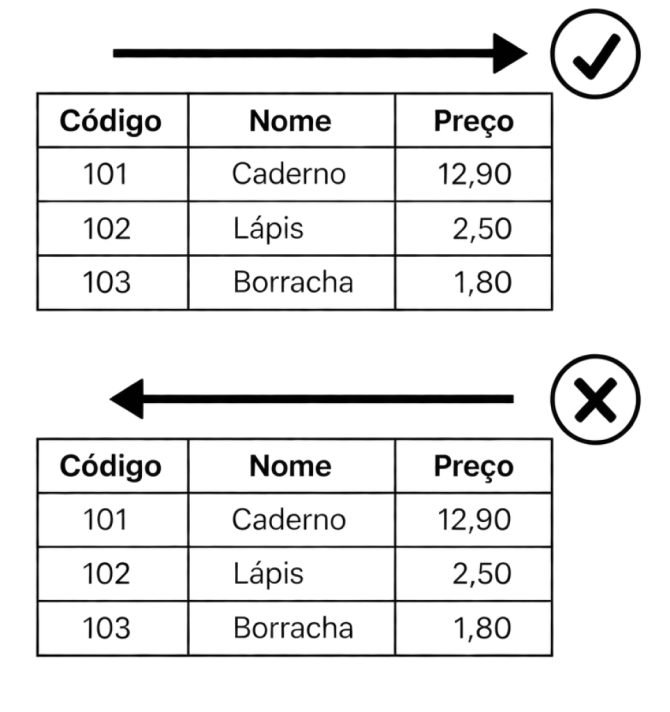 Código Nome Preço
101 Caderno 12,90
102 Lápis 2,50
103 Borracha 1,80
Código Nome Preço
101 Caderno 12,90
102 Lápis 2,50
103 Borracha 1,80